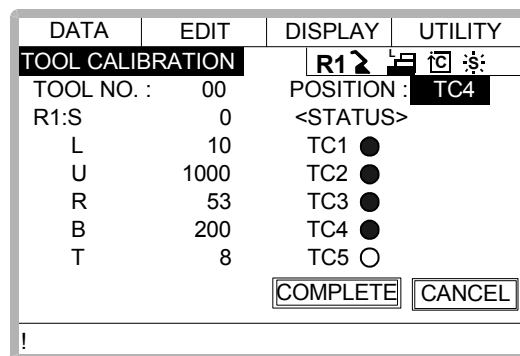 DATA EDIT DISPLAY UTILITY
TOOL CALIBRATION R1 C S
TOOL NO. : 00 POSITION : TC4
R1:S 0 <STATUS>
L 10 TC1
U 1000 TC2
R 53 TC3
B 200 TC4
T 8 TC5
COMPLETE CANCEL
!